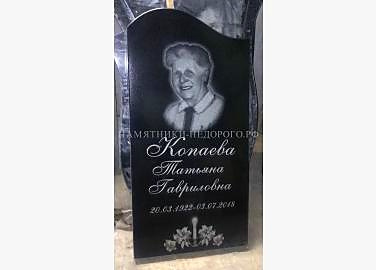 ПАМЯТНИКИ-НЕДОРОГО.РФ
Копаева
Татьяна
Гавриловна
20.03.1922-03.07.2018